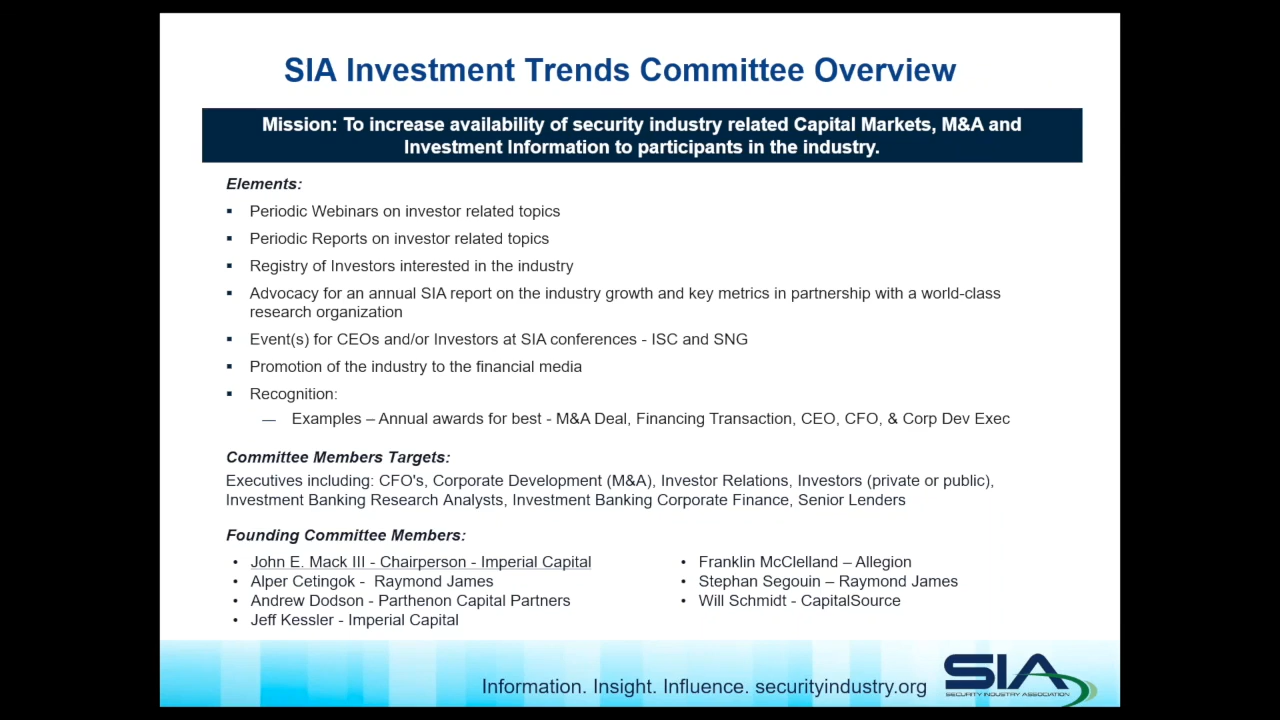 SIA Investment Trends Committee Overview
Mission: To increase availability of security industry related Capital Markets, M&A and
Investment Information to participants in the industry.
Elements:
▪ Periodic Webinars on investor related topics
▪ Periodic Reports on investor related topics
▪ Registry of Investors interested in the industry
▪ Advocacy for an annual SIA report on the industry growth and key metrics in partnership with a world-class
research organization
▪ Event(s) for CEOs and/or Investors at SIA conferences - ISC and SNG
▪ Promotion of the industry to the financial media
▪ Recognition:
— Examples – Annual awards for best - M&A Deal, Financing Transaction, CEO, CFO, & Corp Dev Exec
Committee Members Targets:
Executives including: CFO's, Corporate Development (M&A), Investor Relations, Investors (private or public),
Investment Banking Research Analysts, Investment Banking Corporate Finance, Senior Lenders
Founding Committee Members:
• John E. Mack III - Chairperson - Imperial Capital
• Alper Cetingok - Raymond James
• Andrew Dodson - Parthenon Capital Partners
• Jeff Kessler - Imperial Capital
• Franklin McClelland – Allegion
• Stephan Segouin – Raymond James
• Will Schmidt - CapitalSource
Information. Insight. Influence. securityindustry.org
SIA
SECURITY INDUSTRY ASSOCIATION